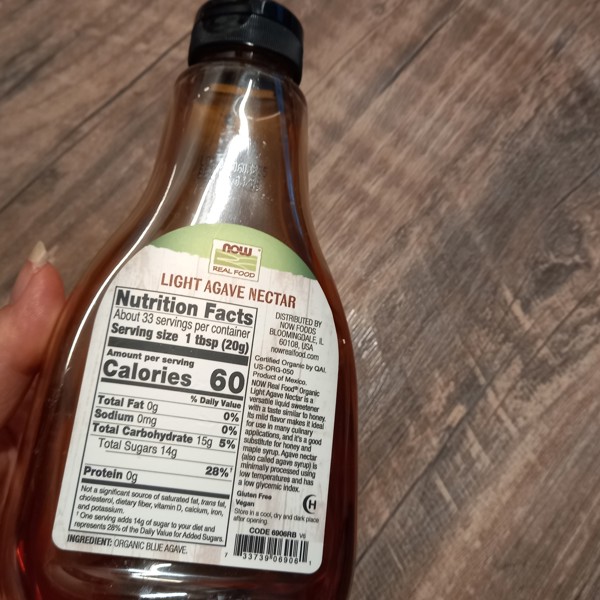 NOW
REAL FOOD
LIGHT AGAVE NECTAR
Nutrition Facts
About 33 servings per container
Serving size 1 tbsp (20g)
Amount per serving
Calories 60
% Daily Value
Total Fat 0g 0%
Sodium 0mg 0%
Total Carbohydrate 15g 5%
Total Sugars 14g
28%†
Protein 0g
Not a significant source of saturated fat, trans fat,
cholesterol, dietary fiber, vitamin D, calcium, iron,
and potassium.
† One serving adds 14g of sugar to your diet and
represents 28% of the Daily Value for Added Sugars.
INGREDIENT: ORGANIC BLUE AGAVE.
DISTRIBUTED BY
NOW FOODS
BLOOMINGDALE, IL
60108, USA
nowrealfood.com
Certified Organic by QAI.
US-ORG-050
Product of Mexico.
NOW Real Food® Organic
Light Agave Nectar is a
versatile liquid sweetener
with a taste similar to honey.
Its mild flavor makes it ideal
for use in many culinary
applications, and it's a good
substitute for honey and
maple syrup. Agave nectar
(also called agave syrup) is
minimally processed using
low temperatures and has
a low glycemic index.
Gluten Free
Vegan
Store in a cool, dry and dark place
after opening.
CODE 6906RB V6
7 33739 06906 1